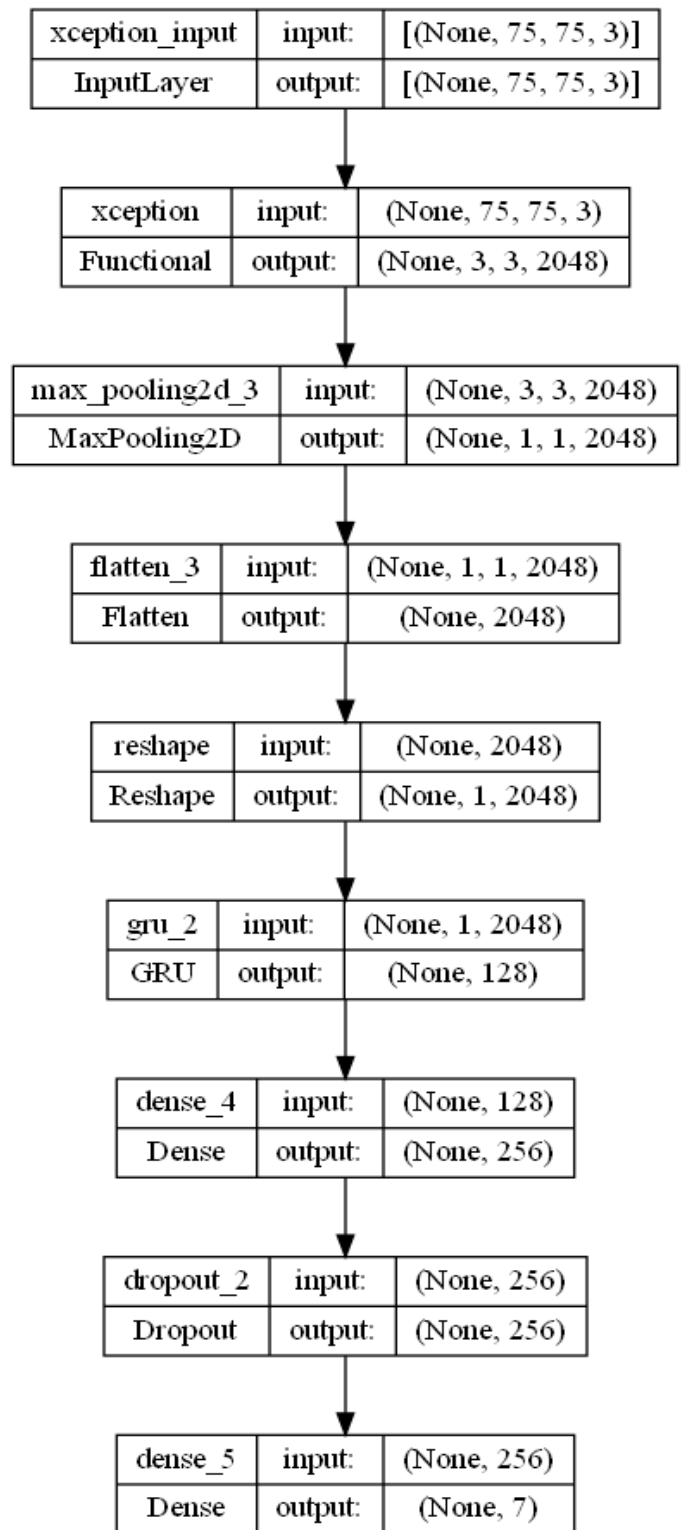 xception_input input: [(None, 75, 75, 3)]
InputLayer output: [(None, 75, 75, 3)]
xception input: (None, 75, 75, 3)
Functional output: (None, 3, 3, 2048)
max_pooling2d_3 input: (None, 3, 3, 2048)
MaxPooling2D output: (None, 1, 1, 2048)
flatten_3 input: (None, 1, 1, 2048)
Flatten output: (None, 2048)
reshape input: (None, 2048)
Reshape output: (None, 1, 2048)
gru_2 input: (None, 1, 2048)
GRU output: (None, 128)
dense_4 input: (None, 128)
Dense output: (None, 256)
dropout_2 input: (None, 256)
Dropout output: (None, 256)
dense_5 input: (None, 256)
Dense output: (None, 7)